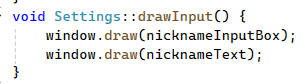 void Settings::drawInput() {
    window.draw(nicknameInputBox);
    window.draw(nicknameText);
}